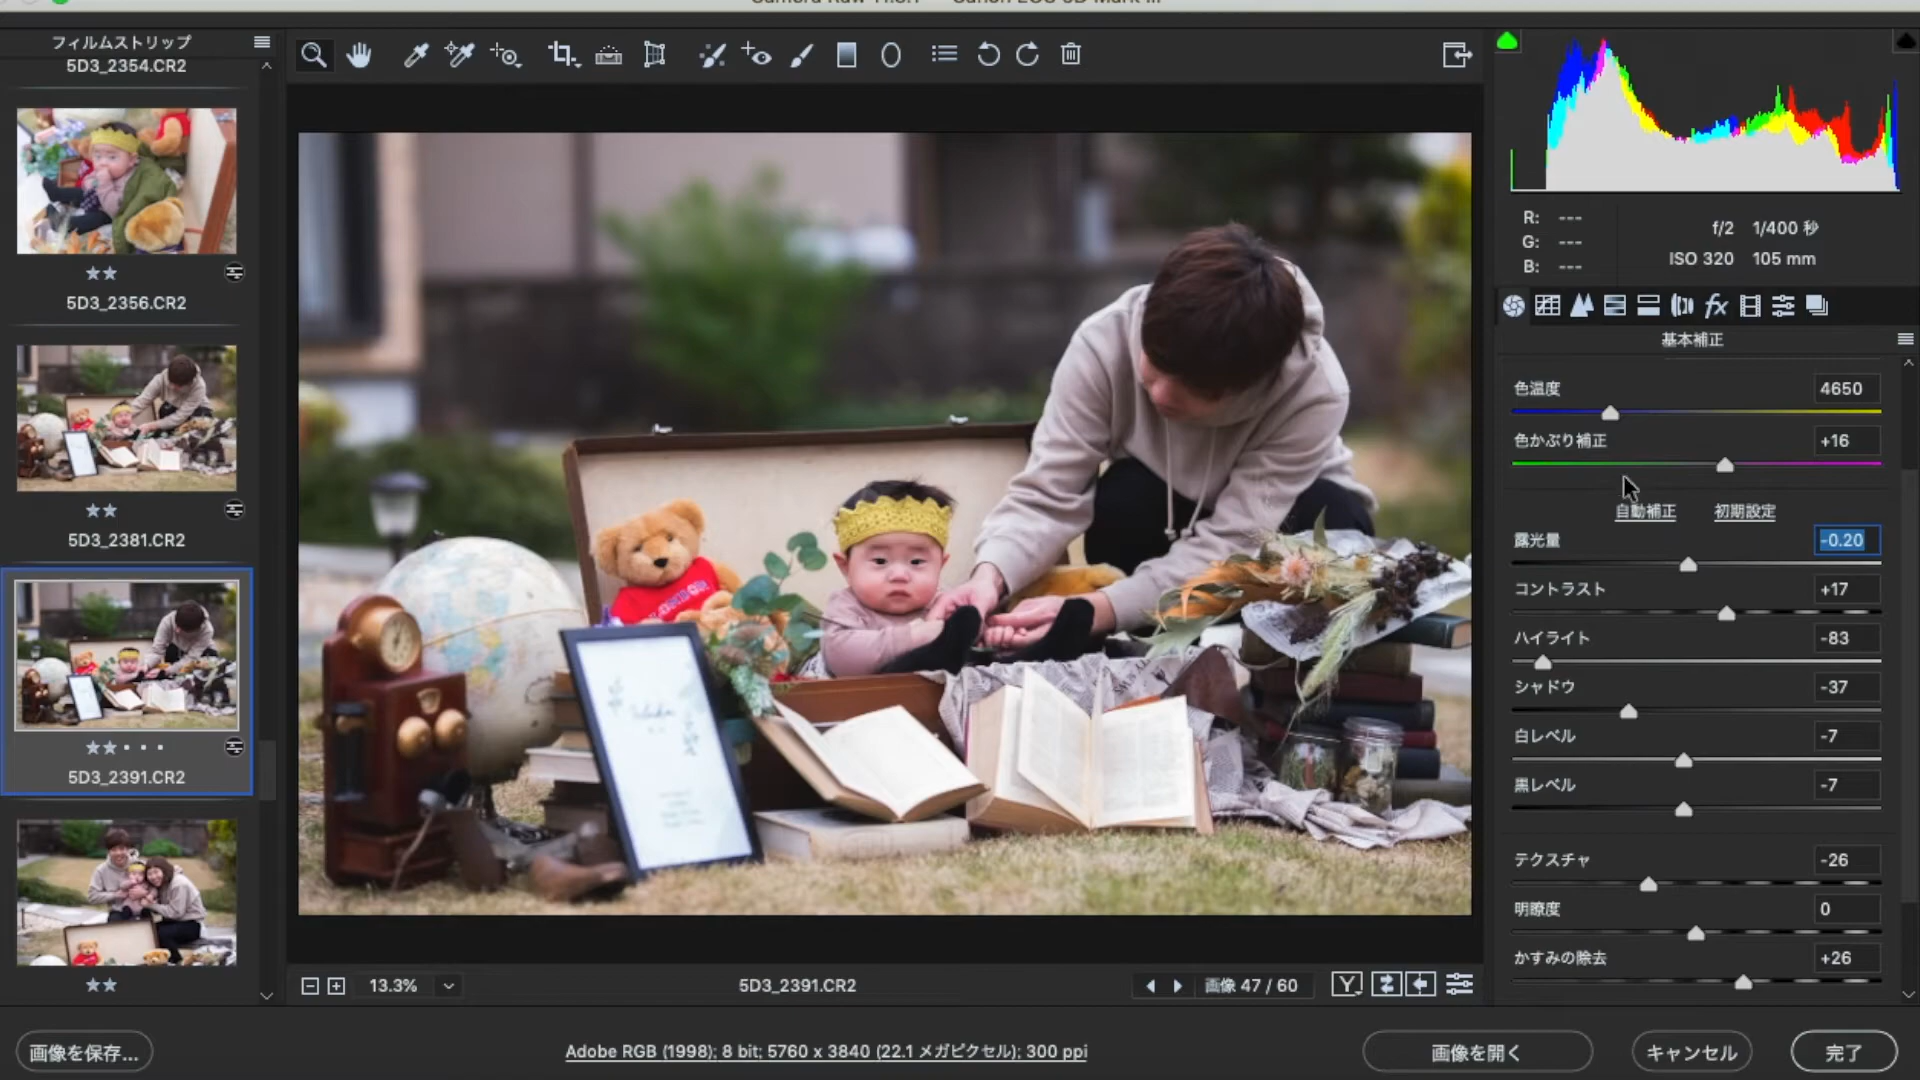 フィルムストリップ
5D3_2354.CR2
★★
5D3_2356.CR2
★★
5D3_2381.CR2
★★・・・
5D3_2391.CR2
★★
R: ---
G: ---
B: ---
f/2 1/400 秒
ISO 320 105 mm
基本補正
色温度 4650
色かぶり補正 +16
自動補正 初期設定
露光量 -0.20
コントラスト +17
ハイライト -83
シャドウ -37
白レベル -7
黒レベル -7
テクスチャ -26
明瞭度 0
かすみの除去 +26
13.3% 5D3_2391.CR2 画像 47 / 60
画像を保存...
Adobe RGB (1998); 8 bit; 5760 x 3840 (22.1 メガピクセル); 300 ppi
画像を開く キャンセル 完了